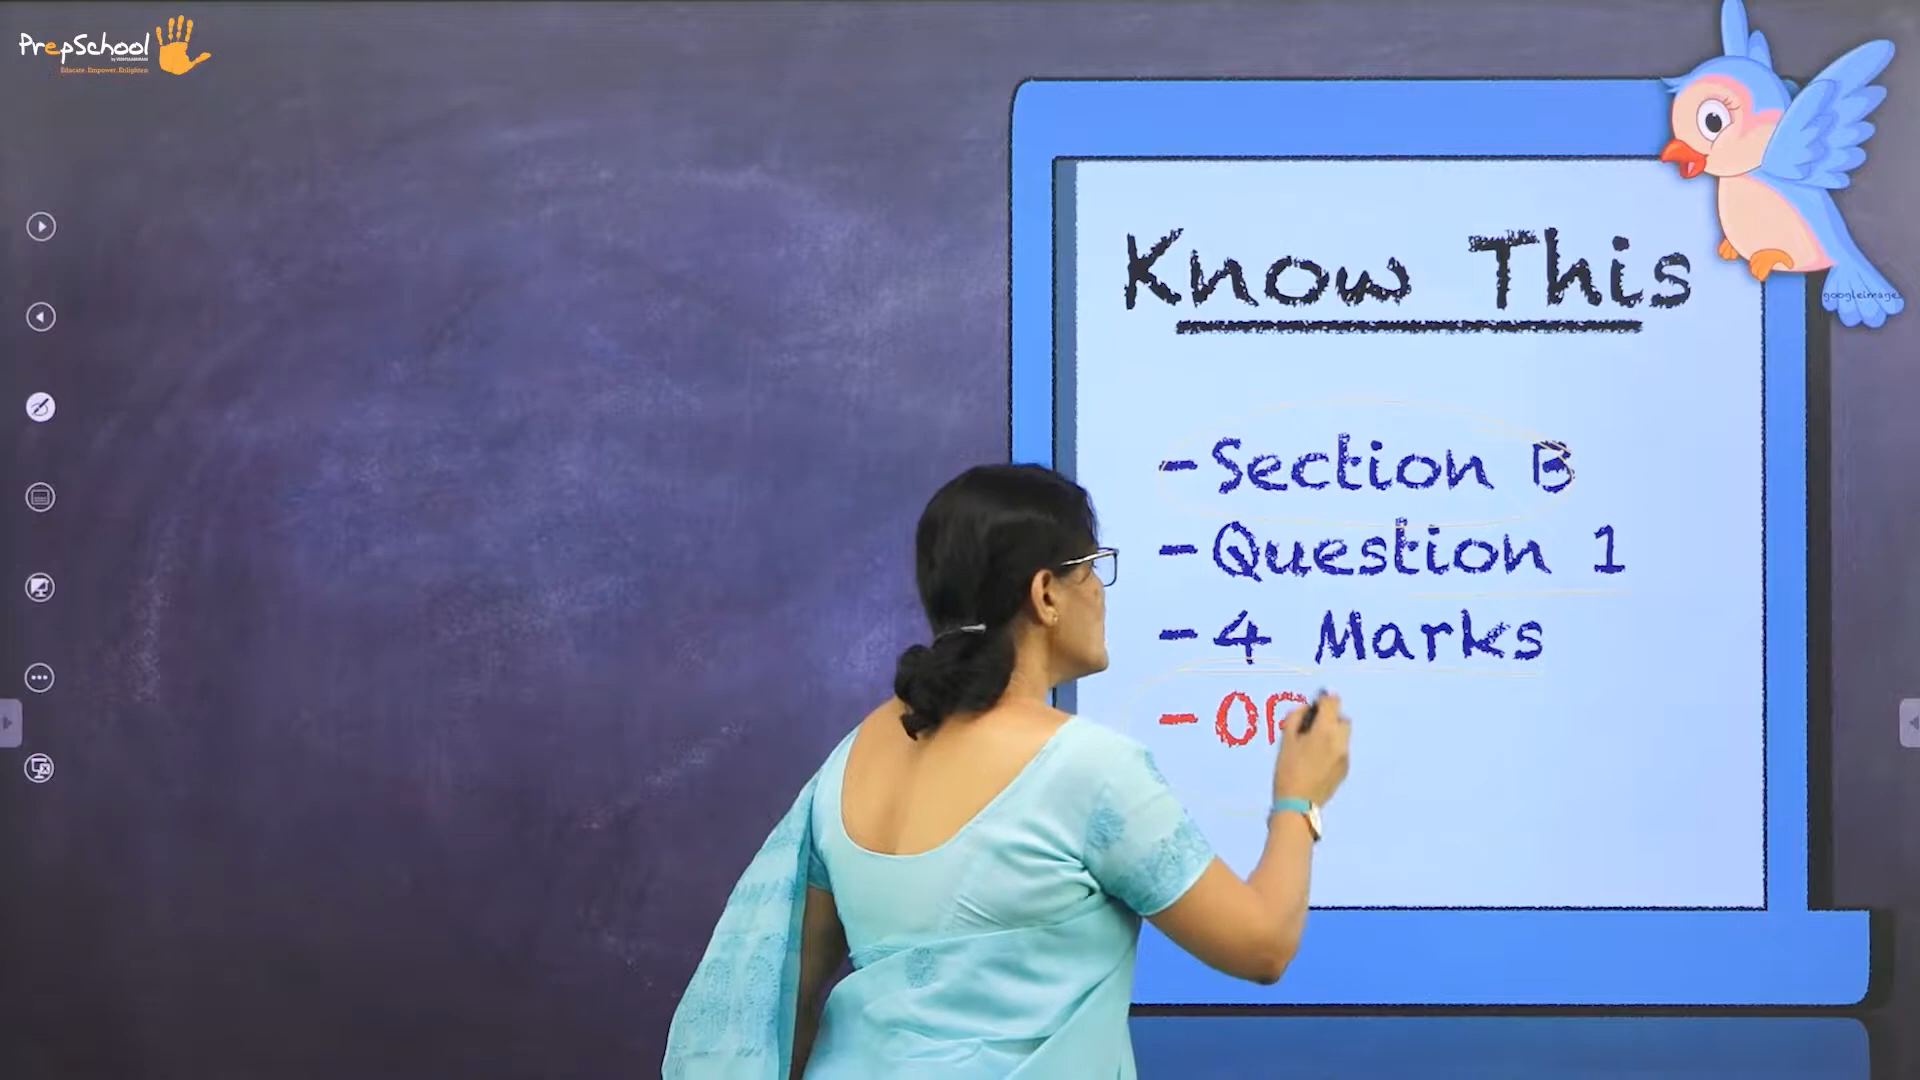 PrepSchool
Educate. Empower. Enlighten
Know This
googleimages
- Section B
- Question 1
- 4 Marks